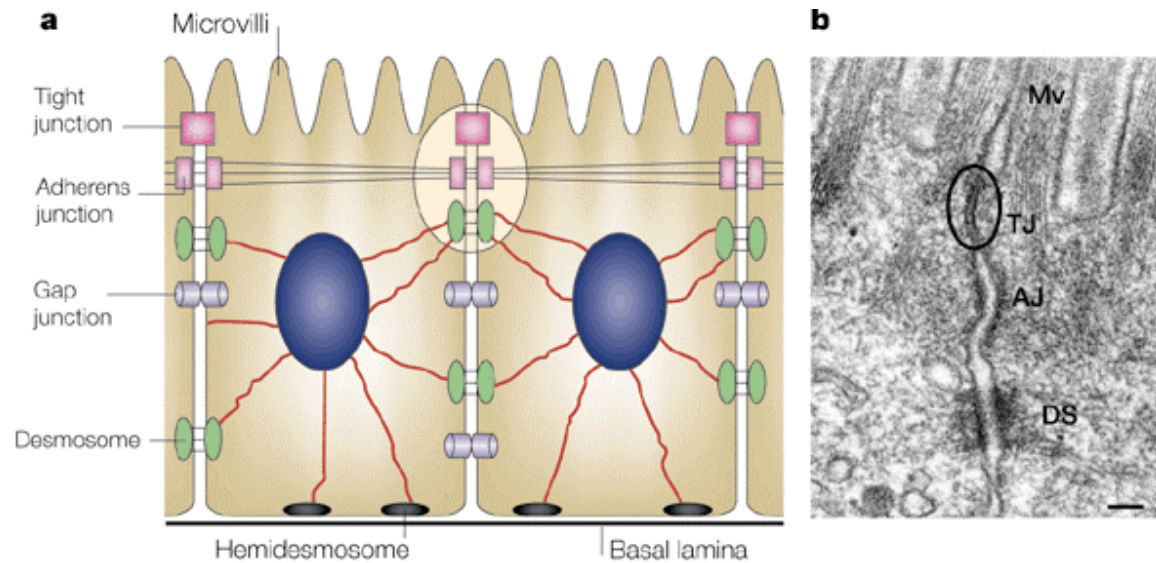 a
Microvilli
Tight
junction
Adherens
junction
Gap
junction
Desmosome
Hemidesmosome
Basal lamina
b
Mv
TJ
AJ
DS